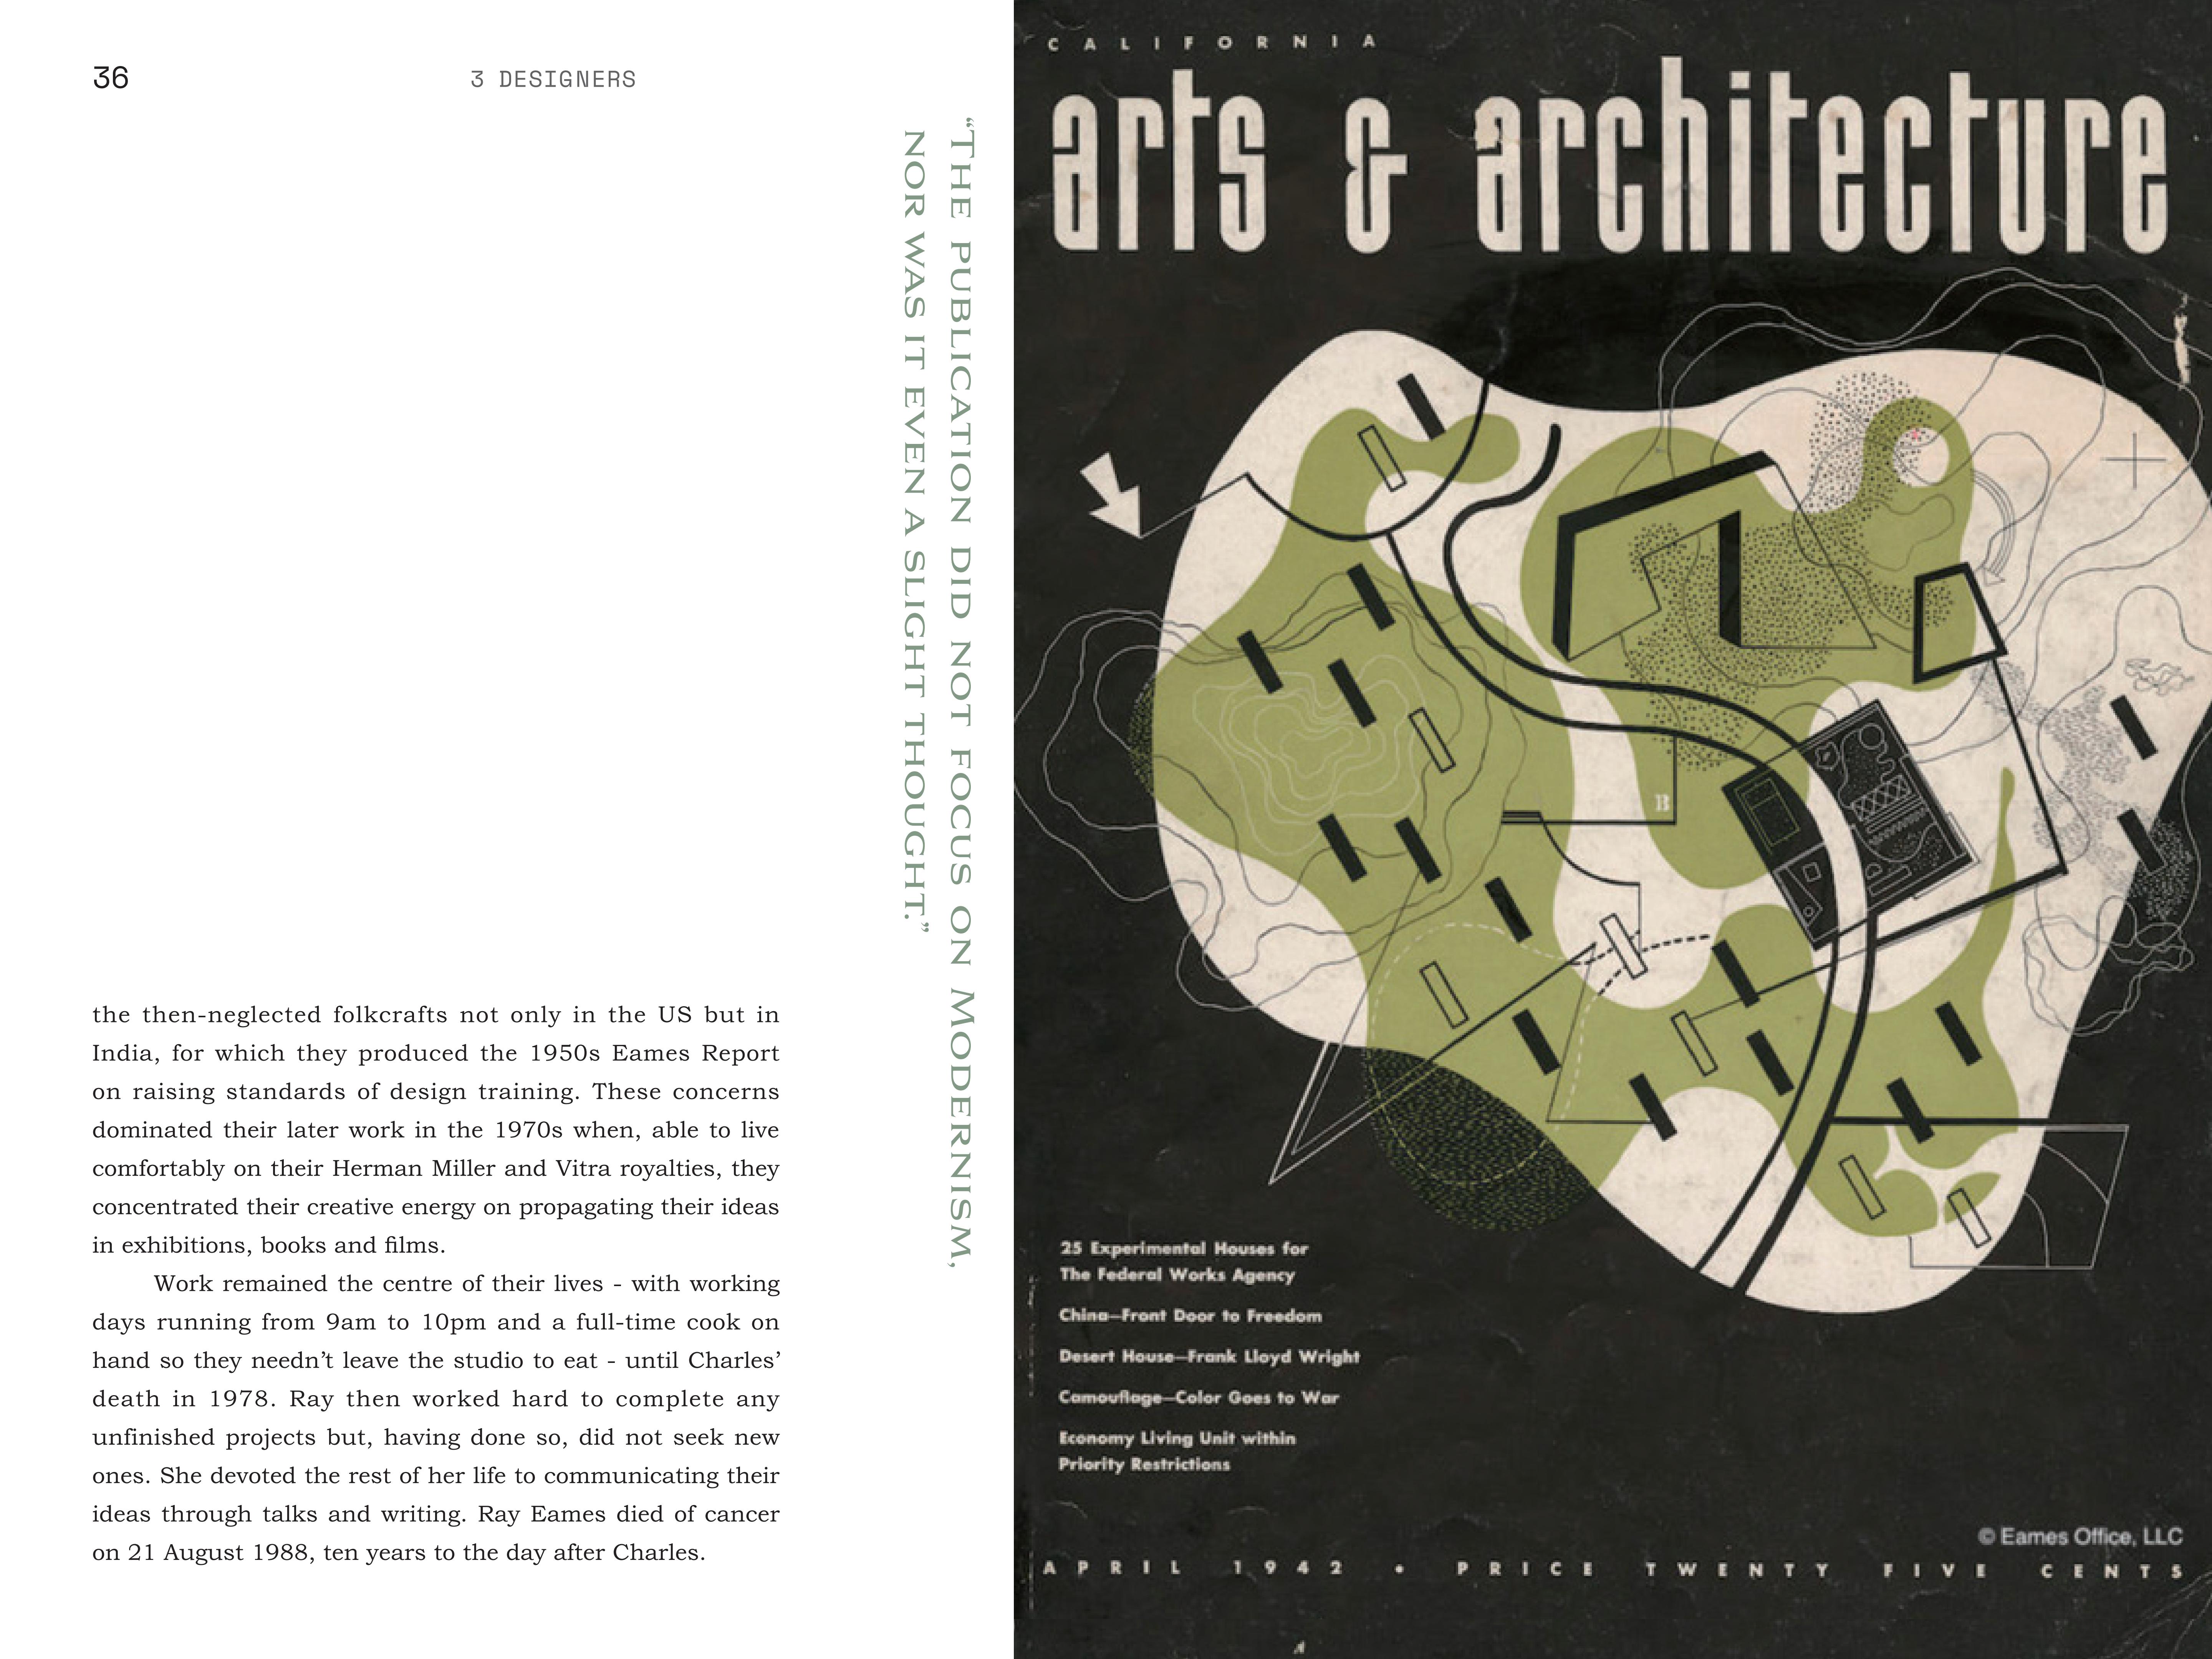 36
3 DESIGNERS
“THE PUBLICATION DID NOT FOCUS ON MODERNISM,
NOR WAS IT EVEN A SLIGHT THOUGHT.”
the then-neglected folkcrafts not only in the US but in
India, for which they produced the 1950s Eames Report
on raising standards of design training. These concerns
dominated their later work in the 1970s when, able to live
comfortably on their Herman Miller and Vitra royalties, they
concentrated their creative energy on propagating their ideas
in exhibitions, books and films.
Work remained the centre of their lives - with working
days running from 9am to 10pm and a full-time cook on
hand so they needn’t leave the studio to eat - until Charles’
death in 1978. Ray then worked hard to complete any
unfinished projects but, having done so, did not seek new
ones. She devoted the rest of her life to communicating their
ideas through talks and writing. Ray Eames died of cancer
on 21 August 1988, ten years to the day after Charles.
CALIFORNIA
arts & architecture
B
25 Experimental Houses for
The Federal Works Agency
China—Front Door to Freedom
Desert House—Frank Lloyd Wright
Camouflage—Color Goes to War
Economy Living Unit within
Priority Restrictions
© Eames Office, LLC
APRIL 1942 • PRICE TWENTY FIVE CENTS